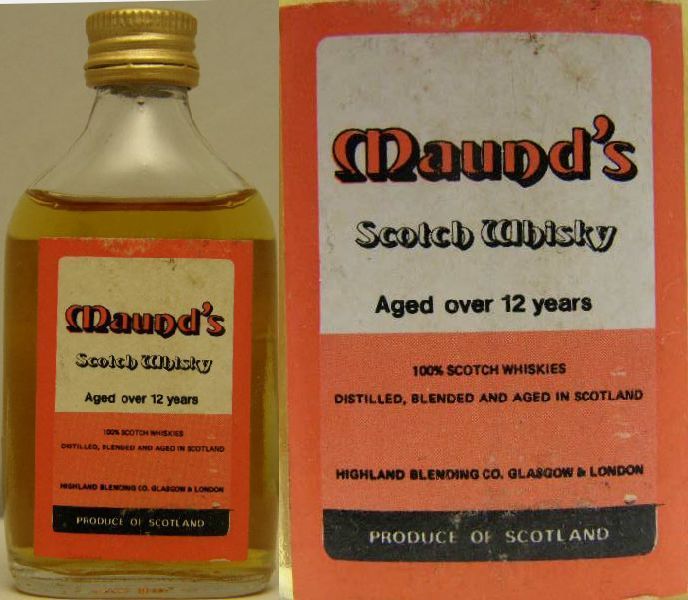 Maund's
Scotch Whisky
Aged over 12 years
100% SCOTCH WHISKIES
DISTILLED, BLENDED AND AGED IN SCOTLAND
HIGHLAND BLENDING CO. GLASGOW & LONDON
PRODUCE OF SCOTLAND
Maund's
Scotch Whisky
Aged over 12 years
100% SCOTCH WHISKIES
DISTILLED, BLENDED AND AGED IN SCOTLAND
HIGHLAND BLENDING CO. GLASGOW & LONDON
PRODUCE OF SCOTLAND